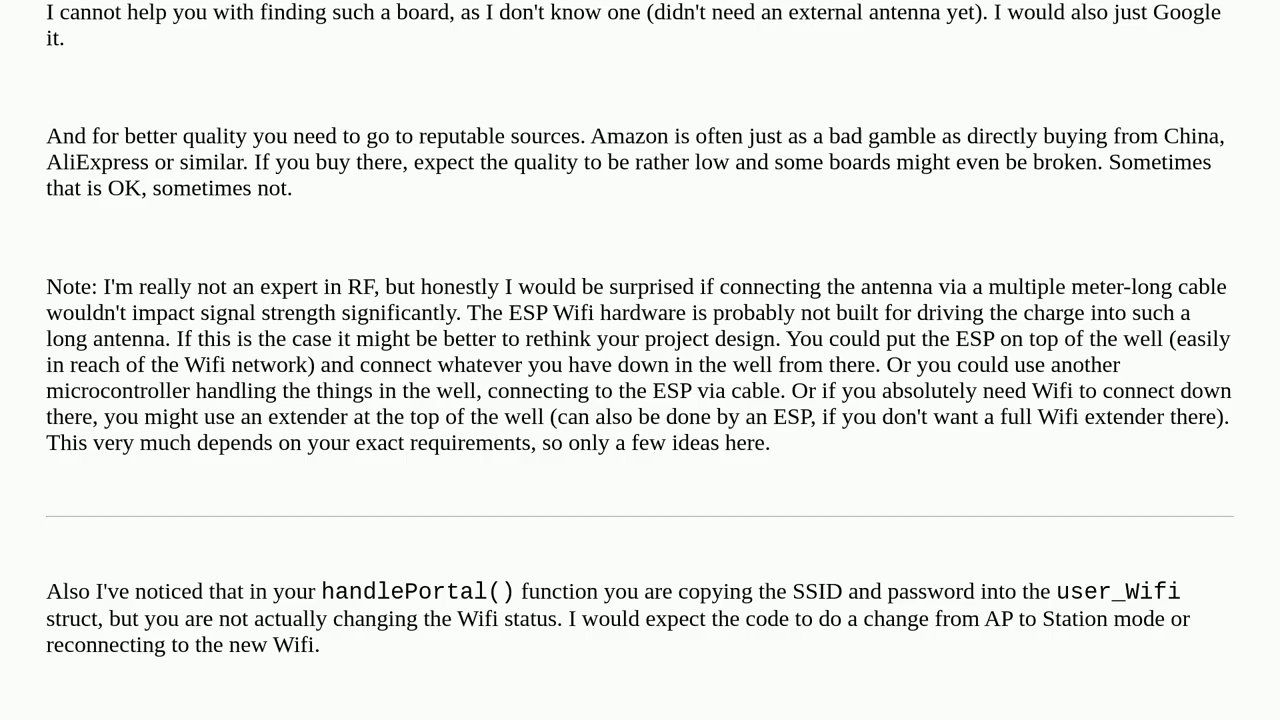 I cannot help you with finding such a board, as I don't know one (didn't need an external antenna yet). I would also just Google
it.
And for better quality you need to go to reputable sources. Amazon is often just as a bad gamble as directly buying from China,
AliExpress or similar. If you buy there, expect the quality to be rather low and some boards might even be broken. Sometimes
that is OK, sometimes not.
Note: I'm really not an expert in RF, but honestly I would be surprised if connecting the antenna via a multiple meter-long cable
wouldn't impact signal strength significantly. The ESP Wifi hardware is probably not built for driving the charge into such a
long antenna. If this is the case it might be better to rethink your project design. You could put the ESP on top of the well (easily
in reach of the Wifi network) and connect whatever you have down in the well from there. Or you could use another
microcontroller handling the things in the well, connecting to the ESP via cable. Or if you absolutely need Wifi to connect down
there, you might use an extender at the top of the well (can also be done by an ESP, if you don't want a full Wifi extender there).
This very much depends on your exact requirements, so only a few ideas here.
Also I've noticed that in your handlePortal() function you are copying the SSID and password into the user_Wifi
struct, but you are not actually changing the Wifi status. I would expect the code to do a change from AP to Station mode or
reconnecting to the new Wifi.